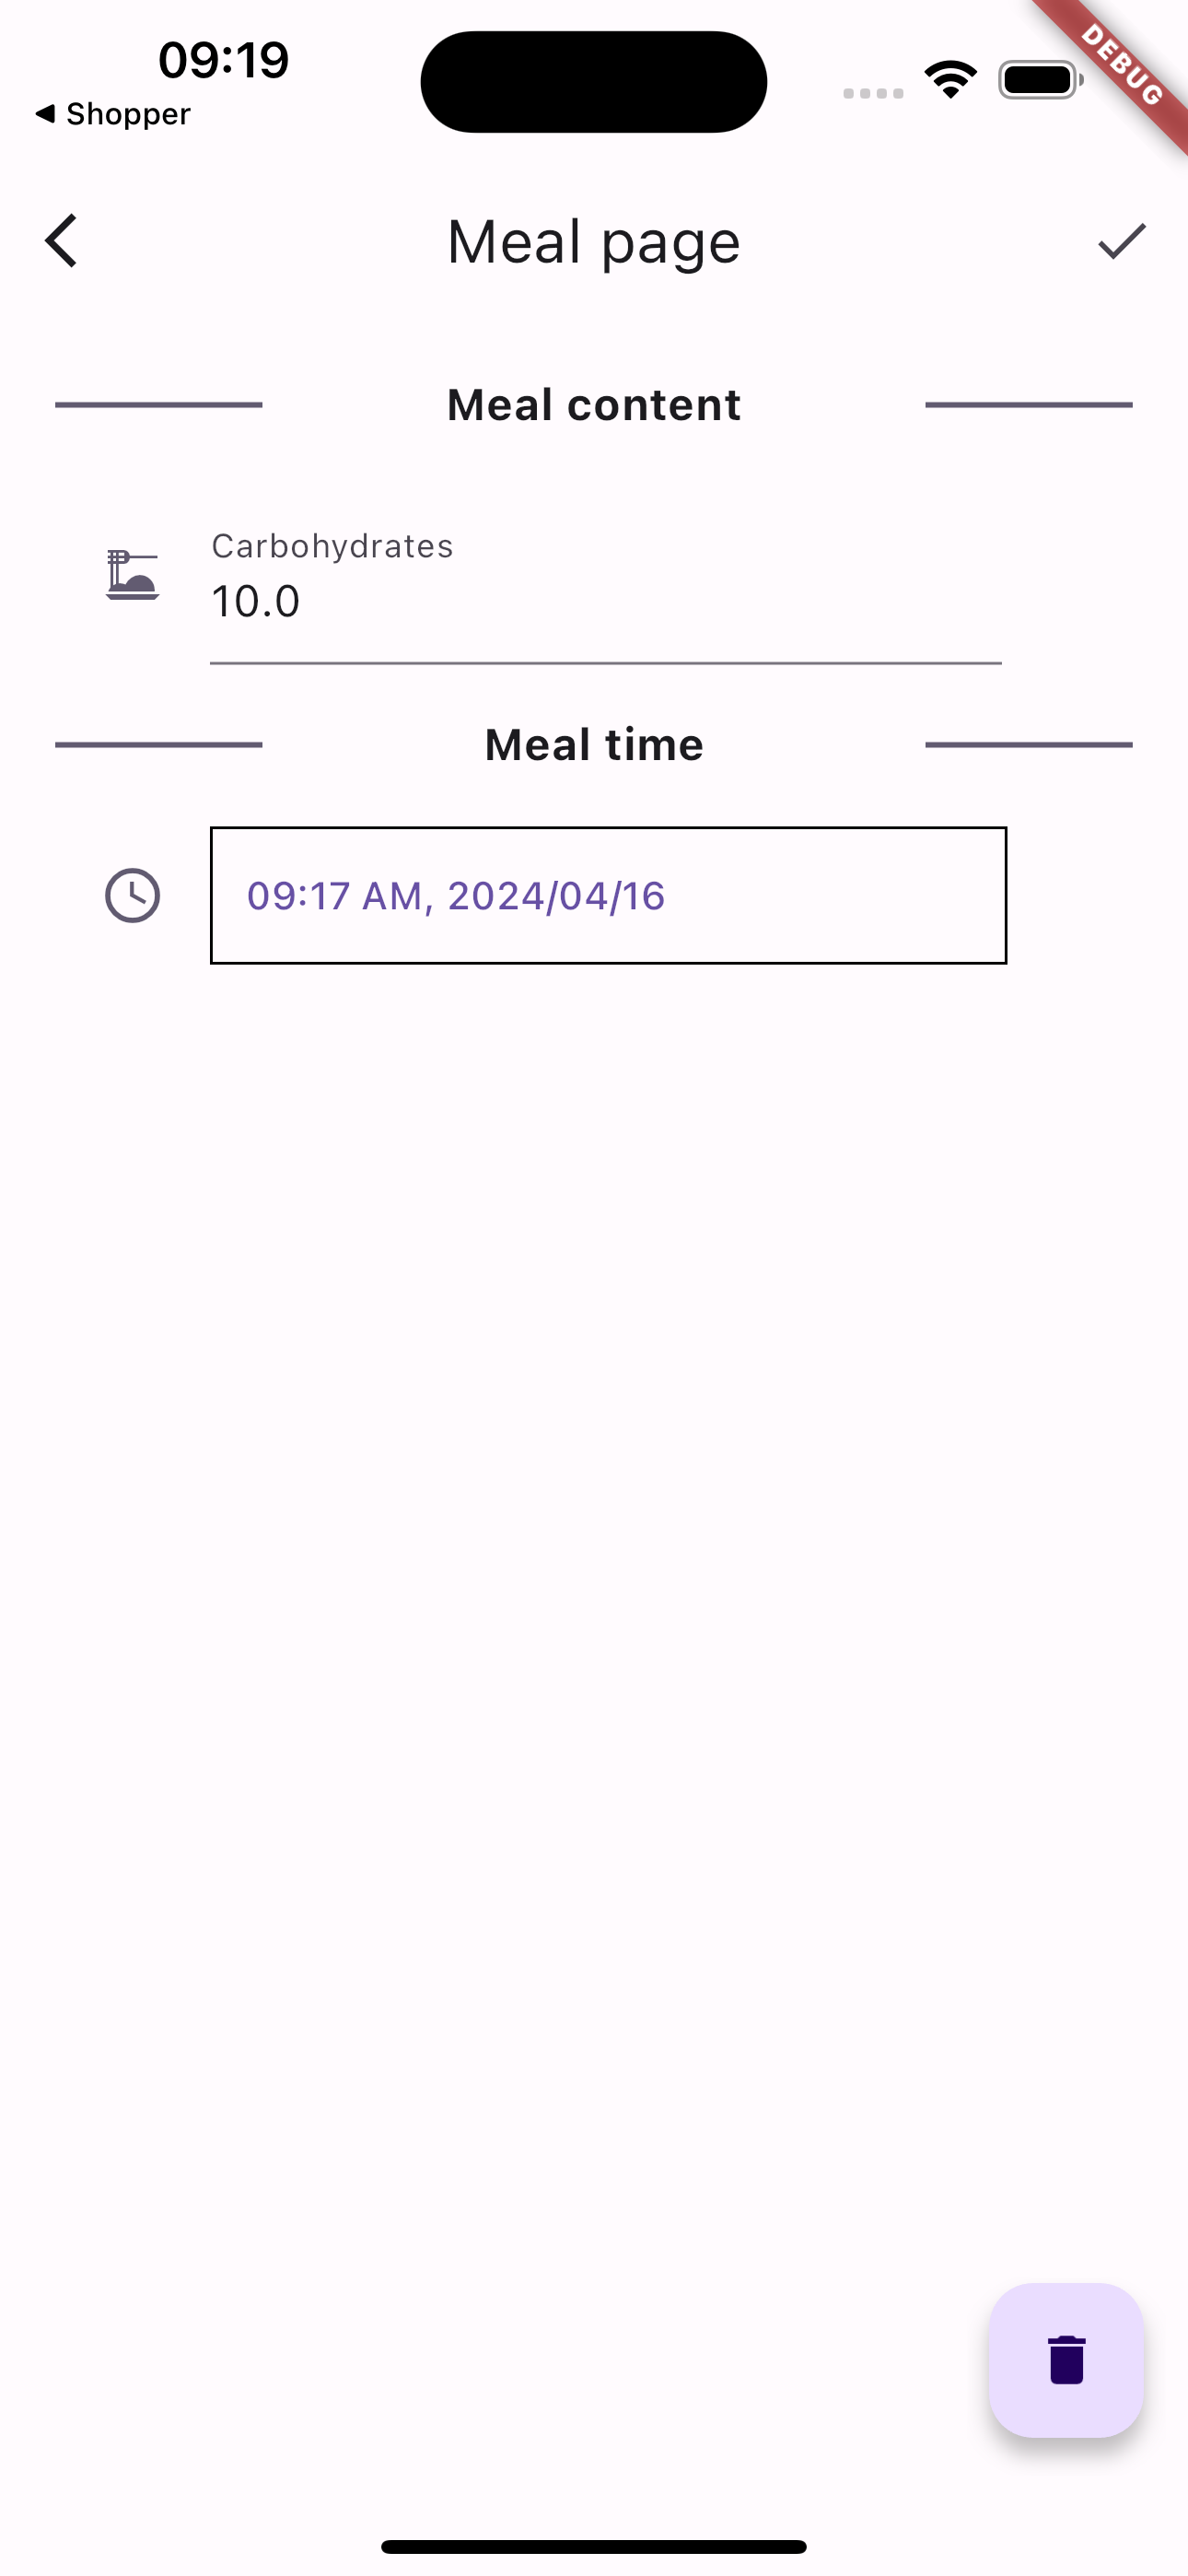 09:19
DEBUG
◀ Shopper
Meal page
Meal content
Carbohydrates
10.0
Meal time
09:17 AM, 2024/04/16